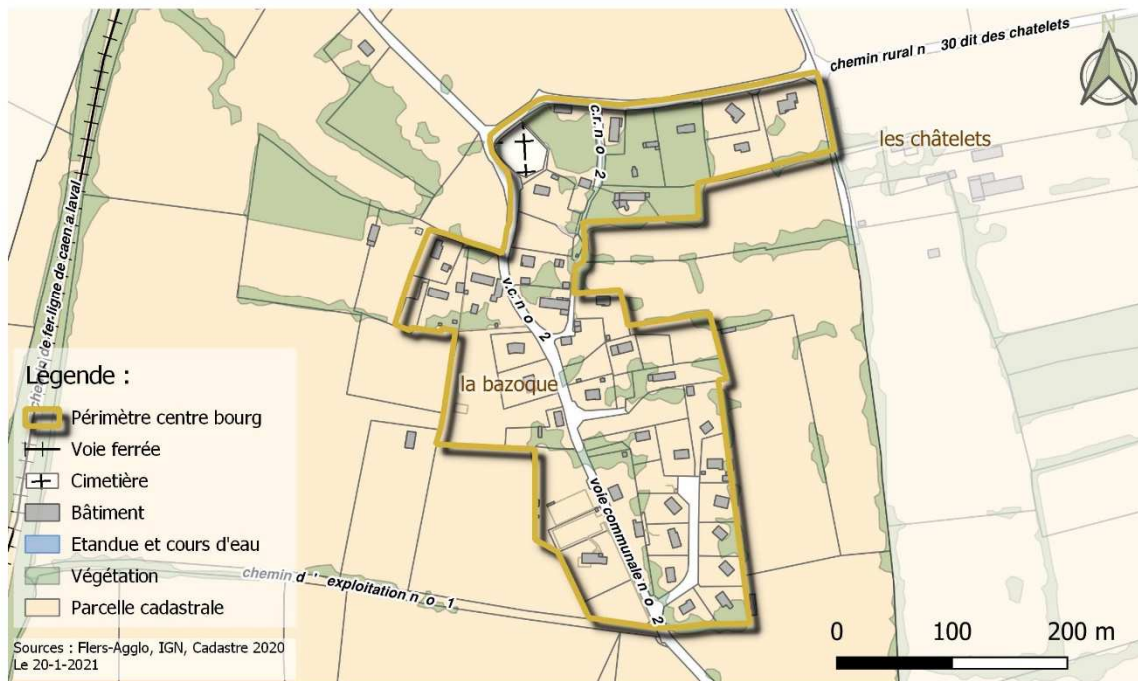 chemin rural n 30 dit des chatelets
N
c.r. n o 2
les châtelets
chemin de fer ligne de caen a laval
v.c. n o 2
la bazoque
voie communale n o 2
chemin d ' exploitation n o 1
Légende :
Périmètre centre bourg
Voie ferrée
Cimetière
Bâtiment
Etandue et cours d'eau
Végétation
Parcelle cadastrale
Sources : Flers-Agglo, IGN, Cadastre 2020
Le 20-1-2021
0 100 200 m